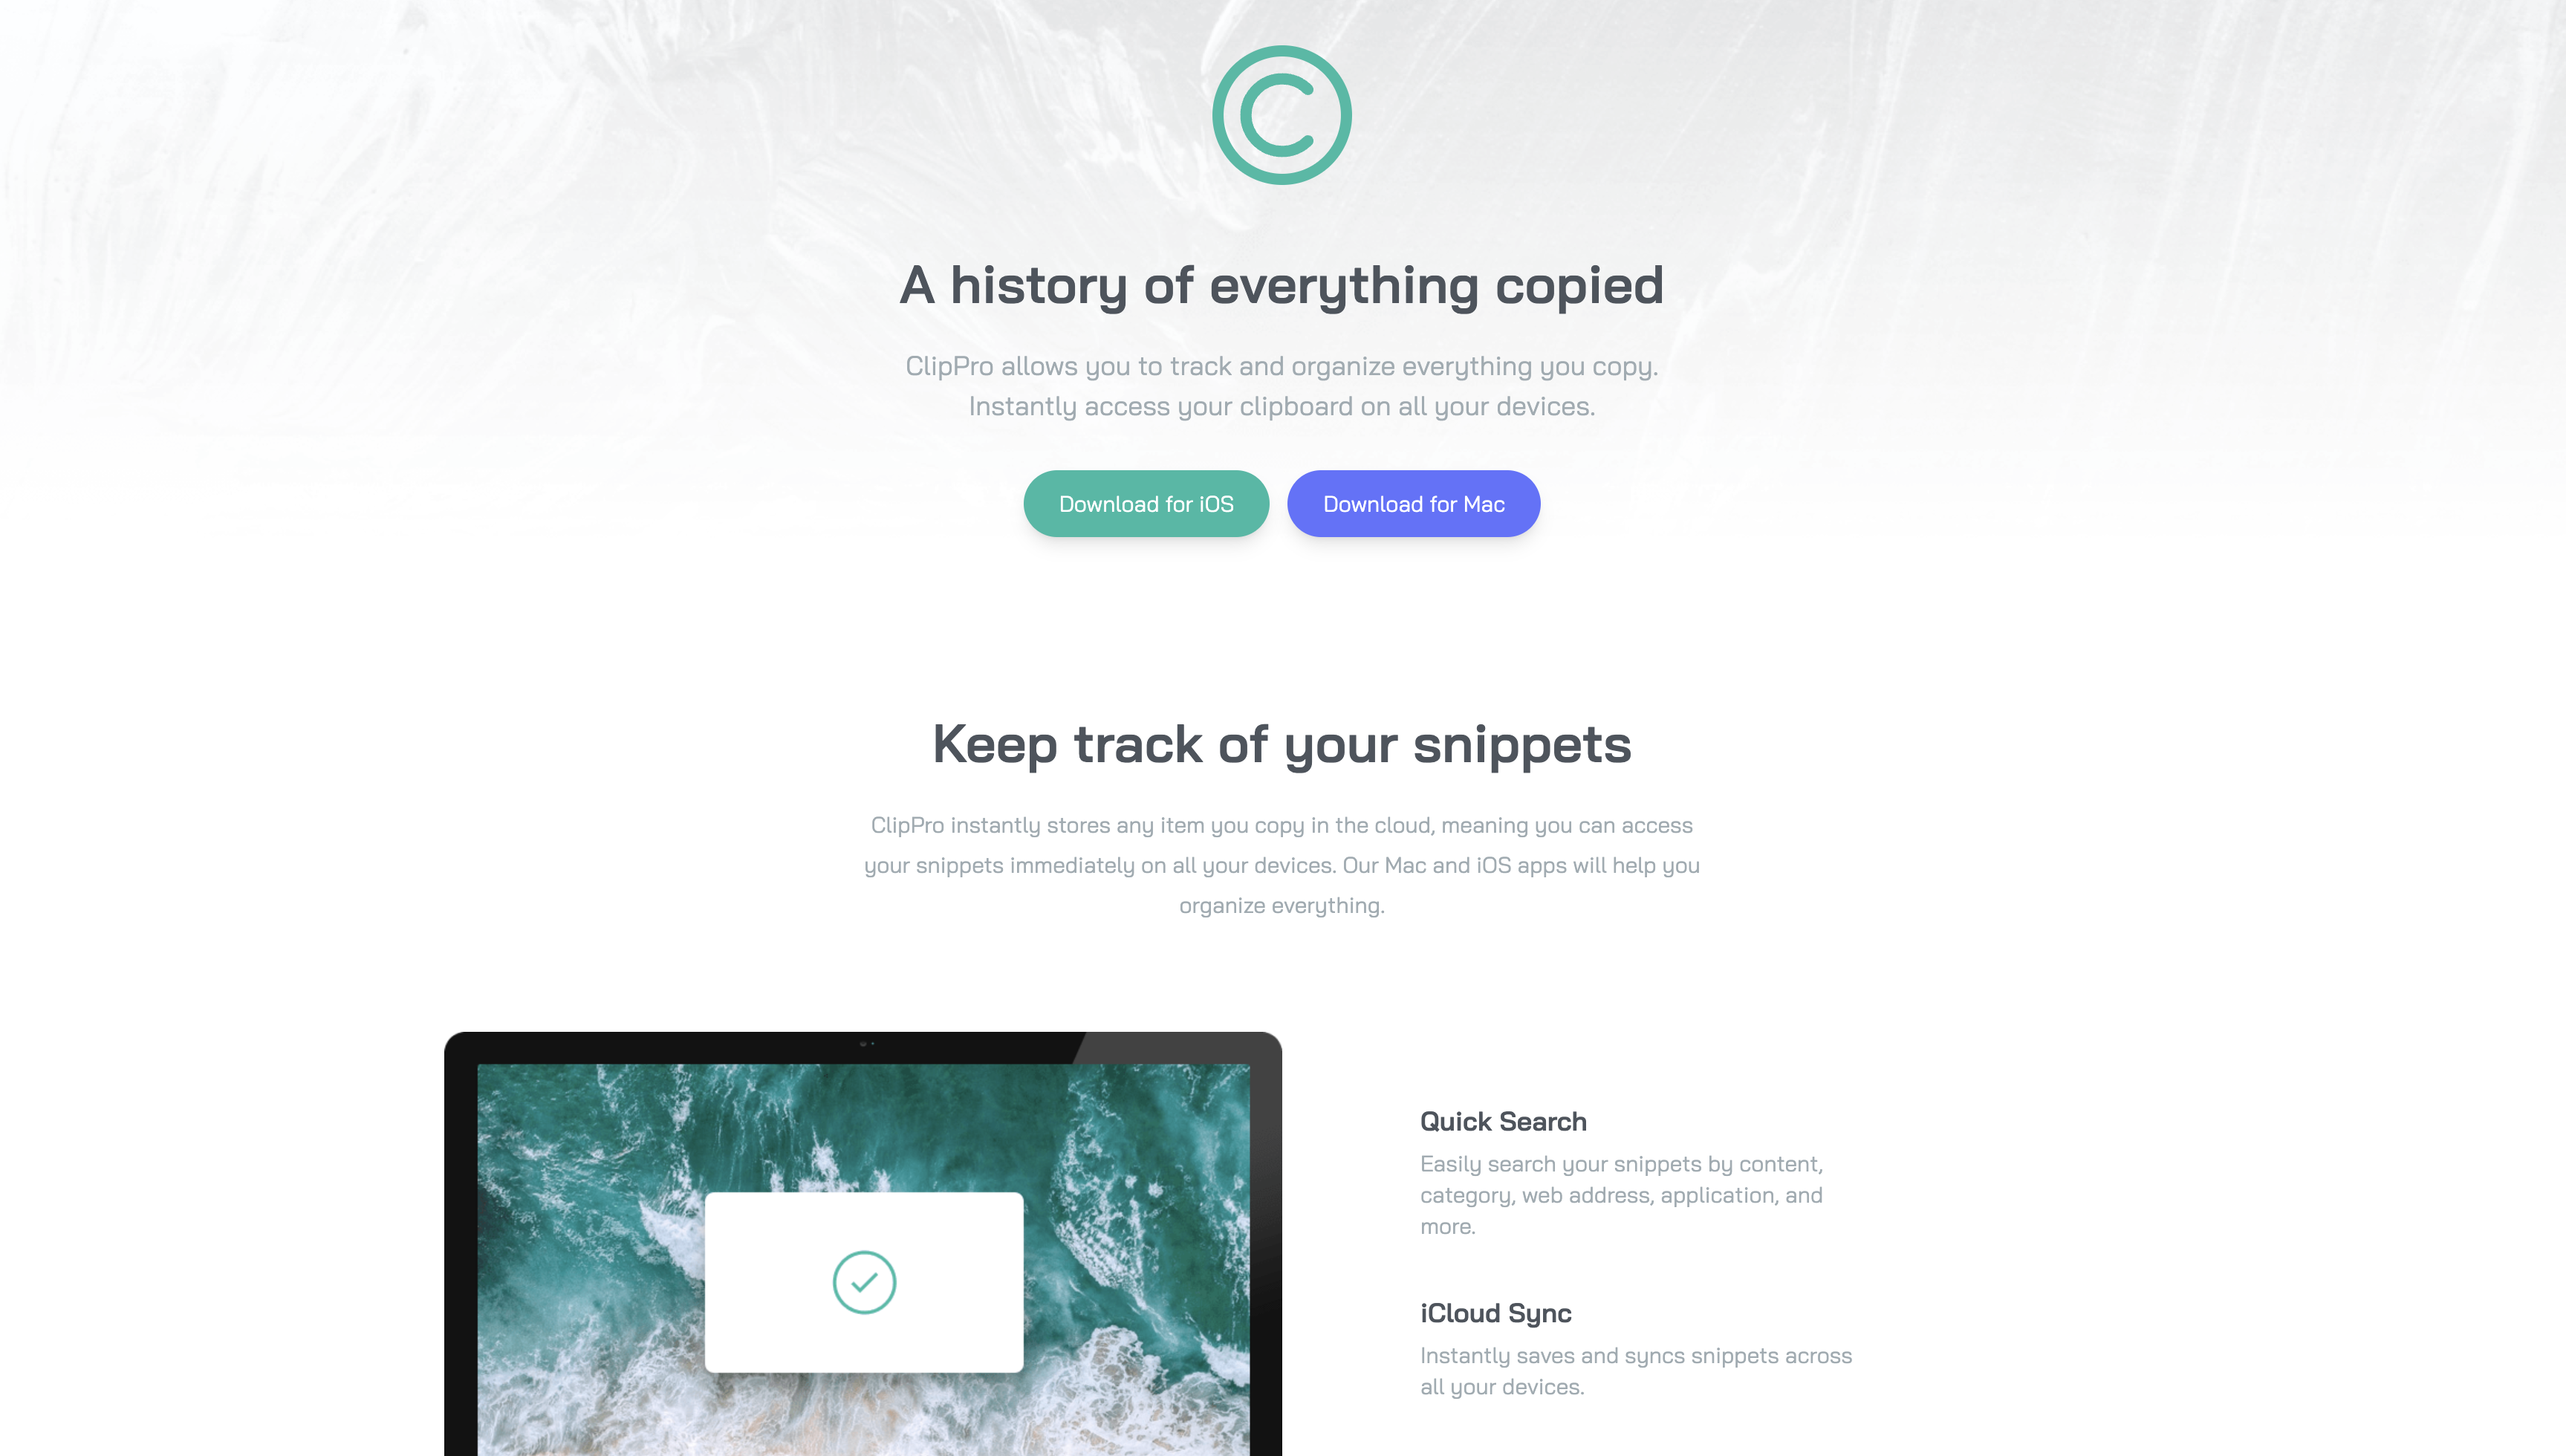 A history of everything copied
ClipPro allows you to track and organize everything you copy.
Instantly access your clipboard on all your devices.
Download for iOS
Download for Mac
Keep track of your snippets
ClipPro instantly stores any item you copy in the cloud, meaning you can access
your snippets immediately on all your devices. Our Mac and iOS apps will help you
organize everything.
Quick Search
Easily search your snippets by content,
category, web address, application, and
more.
iCloud Sync
Instantly saves and syncs snippets across
all your devices.